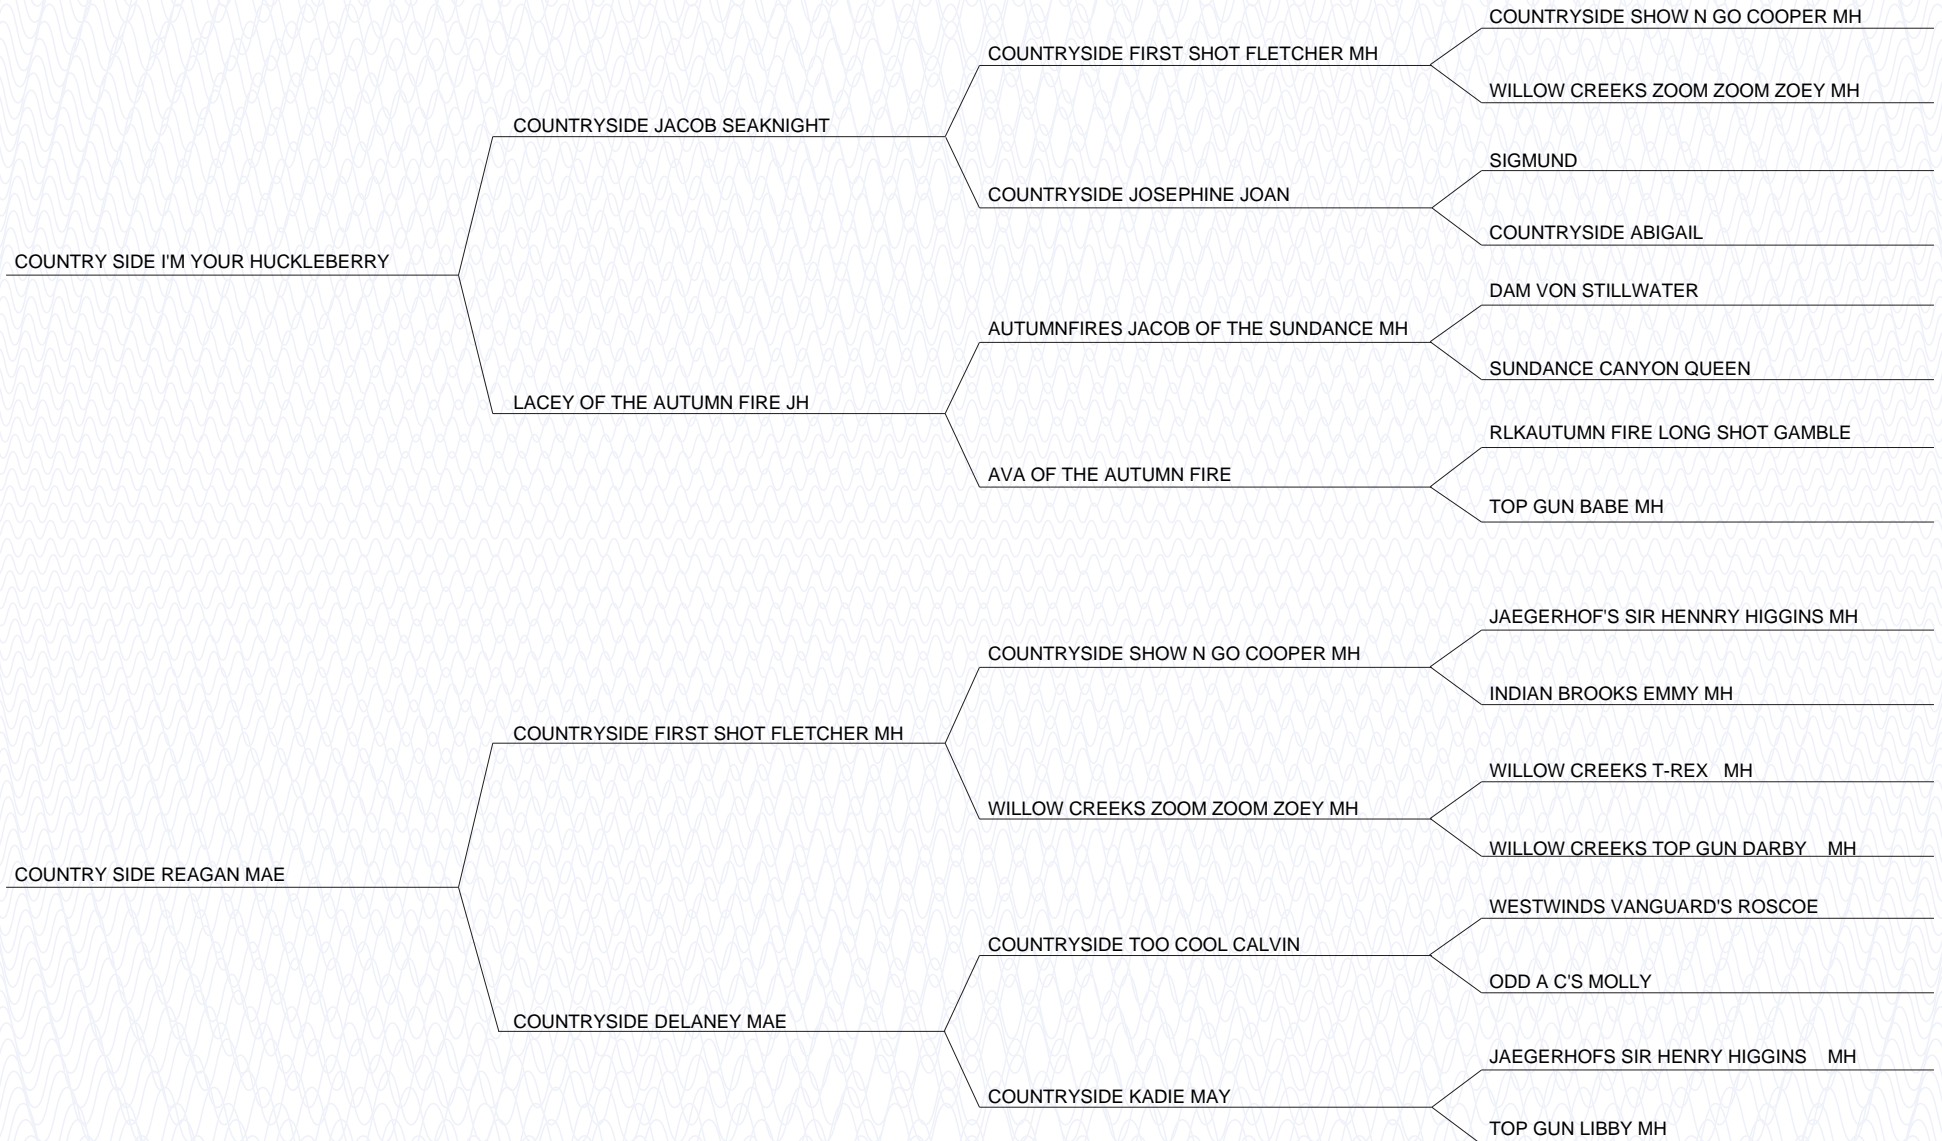 COUNTRYSIDE SHOW N GO COOPER MH
COUNTRYSIDE FIRST SHOT FLETCHER MH
WILLOW CREEKS ZOOM ZOOM ZOEY MH
COUNTRYSIDE JACOB SEAKNIGHT
SIGMUND
COUNTRYSIDE JOSEPHINE JOAN
COUNTRYSIDE ABIGAIL
COUNTRY SIDE I'M YOUR HUCKLEBERRY
DAM VON STILLWATER
AUTUMNFIRES JACOB OF THE SUNDANCE MH
SUNDANCE CANYON QUEEN
LACEY OF THE AUTUMN FIRE JH
RLKAUTUMN FIRE LONG SHOT GAMBLE
AVA OF THE AUTUMN FIRE
TOP GUN BABE MH
JAEGERHOF'S SIR HENNRY HIGGINS MH
COUNTRYSIDE SHOW N GO COOPER MH
INDIAN BROOKS EMMY MH
COUNTRYSIDE FIRST SHOT FLETCHER MH
WILLOW CREEKS T-REX MH
WILLOW CREEKS ZOOM ZOOM ZOEY MH
WILLOW CREEKS TOP GUN DARBY MH
COUNTRY SIDE REAGAN MAE
WESTWINDS VANGUARD'S ROSCOE
COUNTRYSIDE TOO COOL CALVIN
ODD A C'S MOLLY
COUNTRYSIDE DELANEY MAE
JAEGERHOFS SIR HENRY HIGGINS MH
COUNTRYSIDE KADIE MAY
TOP GUN LIBBY MH